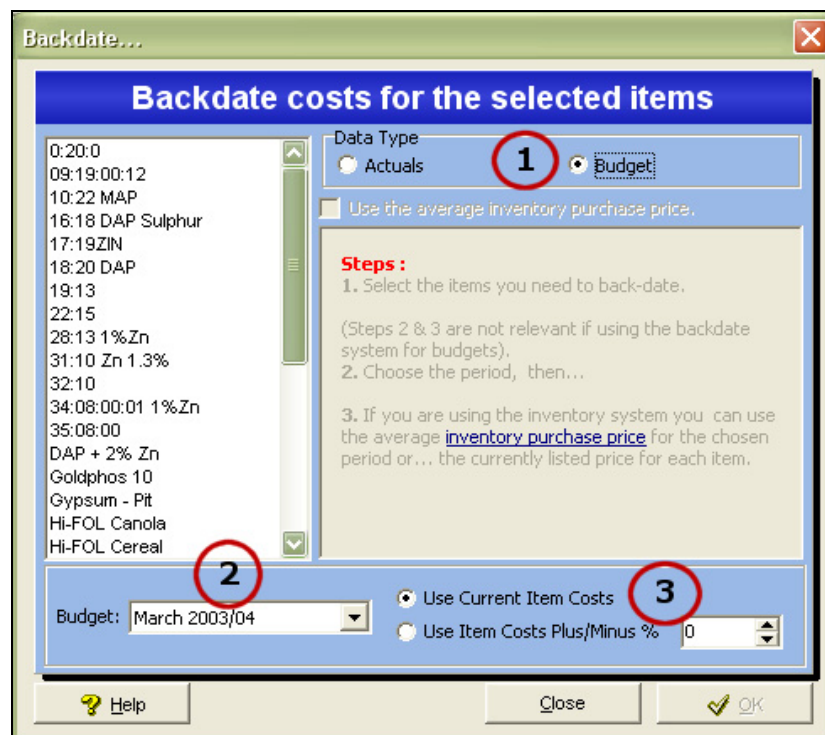 Backdate...
Backdate costs for the selected items
0:20:0
09:19:00:12
10:22 MAP
16:18 DAP Sulphur
17:19ZIN
18:20 DAP
19:13
22:15
28:13 1%Zn
31:10 Zn 1.3%
32:10
34:08:00:01 1%Zn
35:08:00
DAP + 2% Zn
Goldphos 10
Gypsum - Pit
Hi-FOL Canola
Hi-FOL Cereal
Data Type
Actuals
1
Budget
Use the average inventory purchase price.
Steps :
1. Select the items you need to back-date.
(Steps 2 & 3 are not relevant if using the backdate
system for budgets).
2. Choose the period, then...
3. If you are using the inventory system you can use
the average inventory purchase price for the chosen
period or... the currently listed price for each item.
2
Budget: March 2003/04
Use Current Item Costs
3
Use Item Costs Plus/Minus % 0
Help
Close
OK